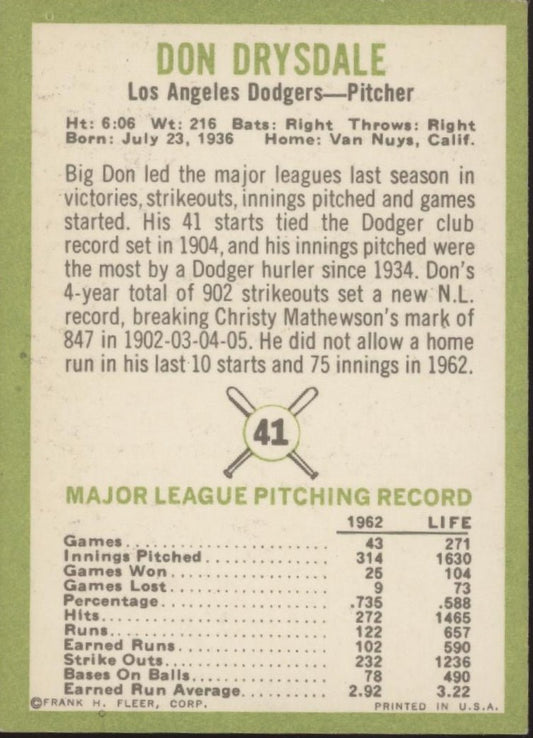 DON DRYSDALE
Los Angeles Dodgers—Pitcher
Ht: 6:06 Wt: 216 Bats: Right Throws: Right
Born: July 23, 1936 Home: Van Nuys, Calif.
Big Don led the major leagues last season in
victories, strikeouts, innings pitched and games
started. His 41 starts tied the Dodger club
record set in 1904, and his innings pitched were
the most by a Dodger hurler since 1934. Don's
4-year total of 902 strikeouts set a new N.L.
record, breaking Christy Mathewson's mark of
847 in 1902-03-04-05. He did not allow a home
run in his last 10 starts and 75 innings in 1962.
41
MAJOR LEAGUE PITCHING RECORD
1962 LIFE
Games 43 271
Innings Pitched 314 1630
Games Won 25 104
Games Lost 9 73
Percentage .735 .588
Hits 272 1465
Runs 122 657
Earned Runs 102 590
Strike Outs 232 1236
Bases On Balls 78 490
Earned Run Average 2.92 3.22
©FRANK H. FLEER, CORP. PRINTED IN U.S.A.